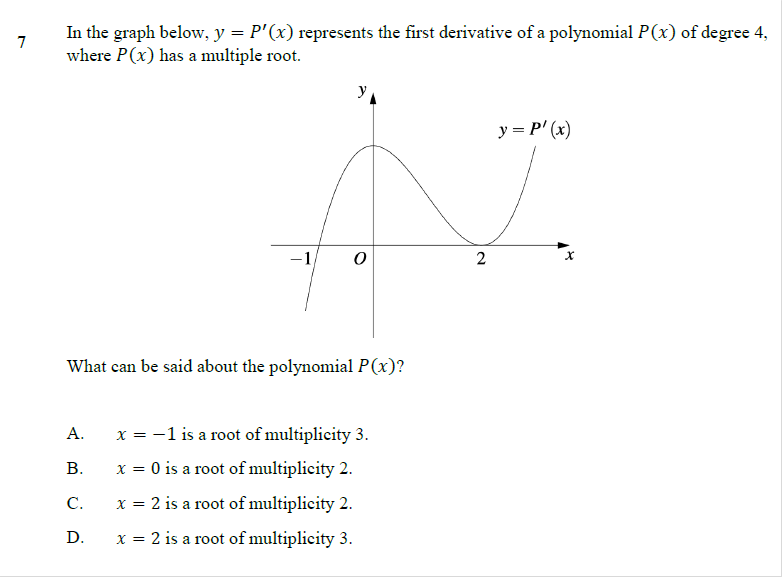 7 In the graph below, y = P′(x) represents the first derivative of a polynomial P(x) of degree 4,
where P(x) has a multiple root.
y
y = P′(x)
−1 O 2 x
What can be said about the polynomial P(x)?
A. x = −1 is a root of multiplicity 3.
B. x = 0 is a root of multiplicity 2.
C. x = 2 is a root of multiplicity 2.
D. x = 2 is a root of multiplicity 3.